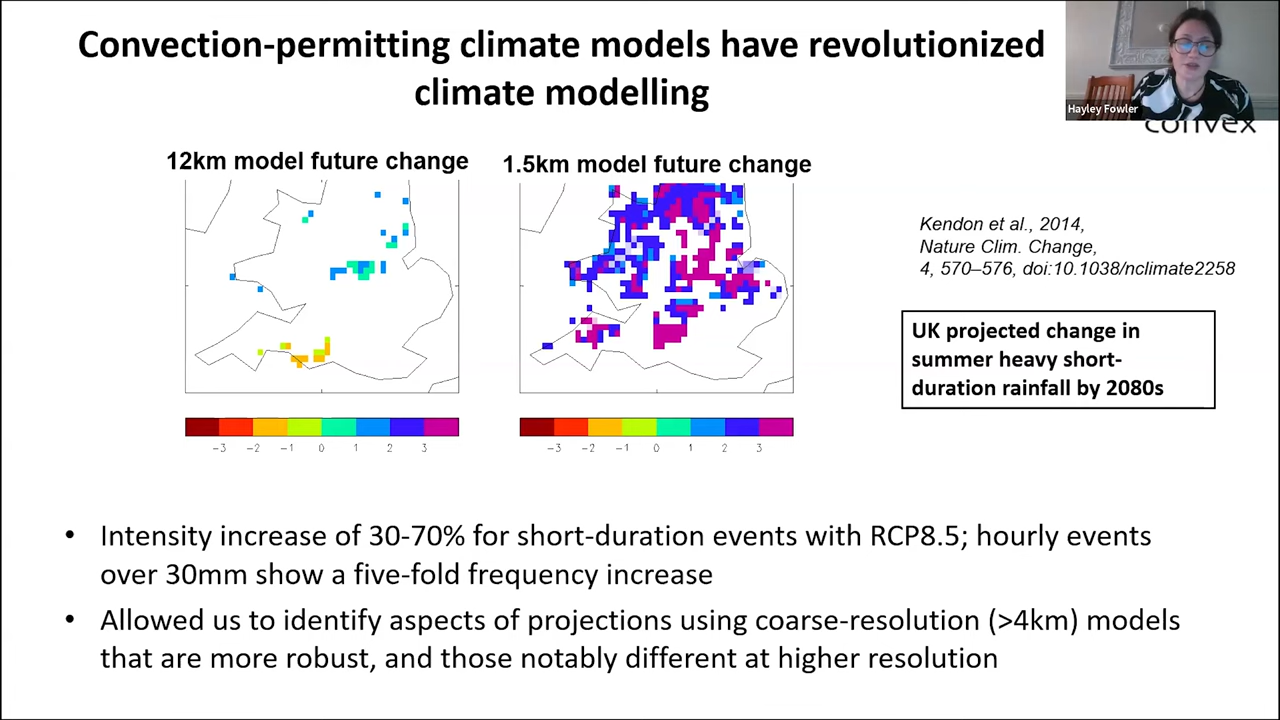 Convection-permitting climate models have revolutionized
climate modelling
Hayley Fowler
convex
12km model future change
1.5km model future change
Kendon et al., 2014,
Nature Clim. Change,
4, 570–576, doi:10.1038/nclimate2258
UK projected change in
summer heavy short-
duration rainfall by 2080s
−3 −2 −1 0 1 2 3
−3 −2 −1 0 1 2 3
• Intensity increase of 30-70% for short-duration events with RCP8.5; hourly events
over 30mm show a five-fold frequency increase
• Allowed us to identify aspects of projections using coarse-resolution (>4km) models
that are more robust, and those notably different at higher resolution